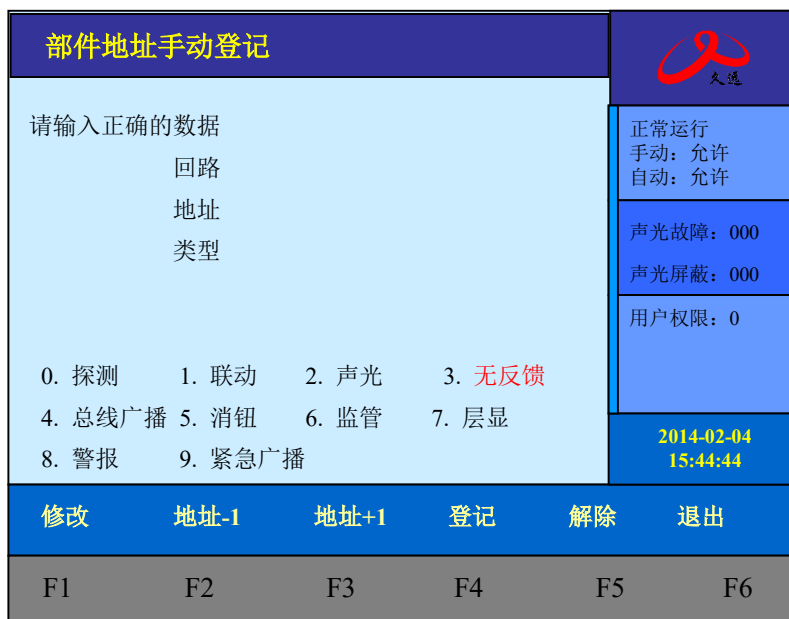 部件地址手动登记
久通
请输入正确的数据
回路
地址
类型
0. 探测 1. 联动 2. 声光 3. 无反馈
4. 总线广播 5. 消钮 6. 监管 7. 层显
8. 警报 9. 紧急广播
正常运行
手动：允许
自动：允许
声光故障：000
声光屏蔽：000
用户权限：0
2014-02-04
15:44:44
修改 地址-1 地址+1 登记 解除 退出
F1 F2 F3 F4 F5 F6